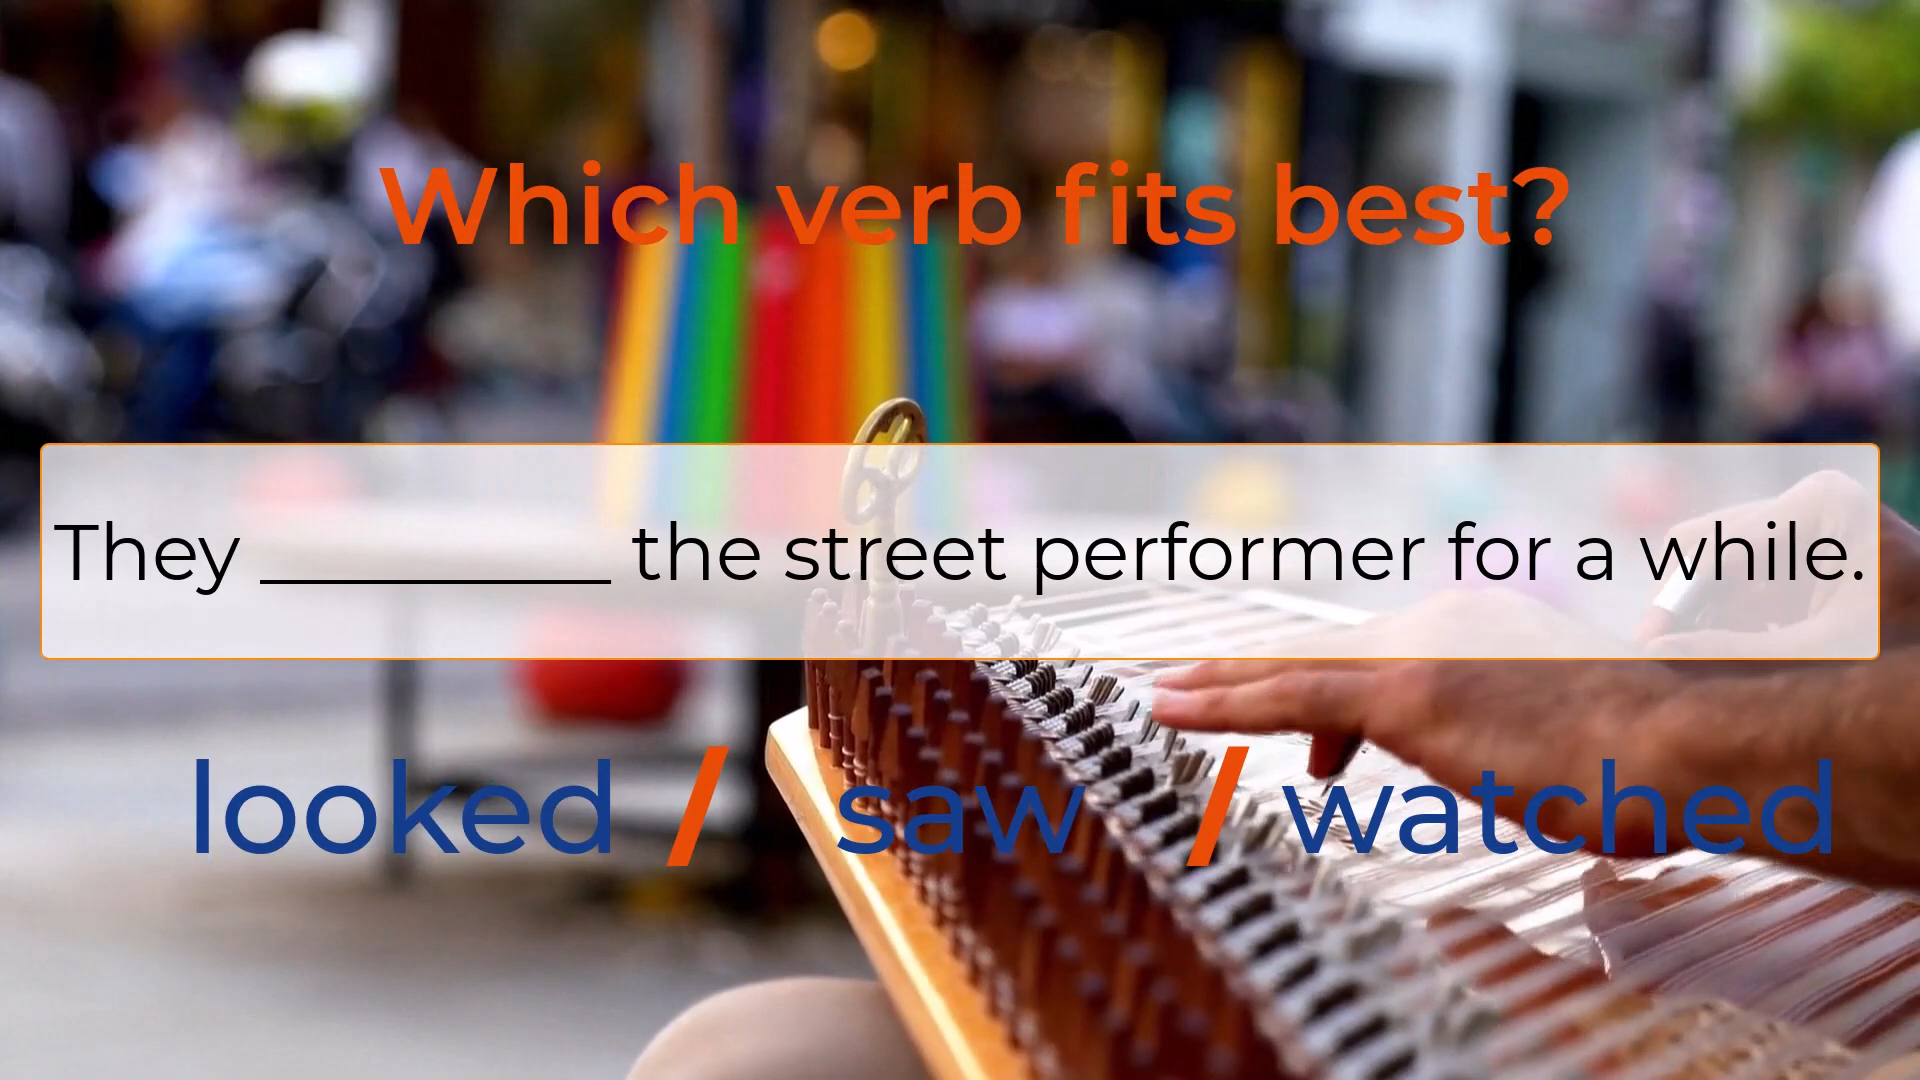 Which verb fits best?
They __________ the street performer for a while.
looked / saw / watched